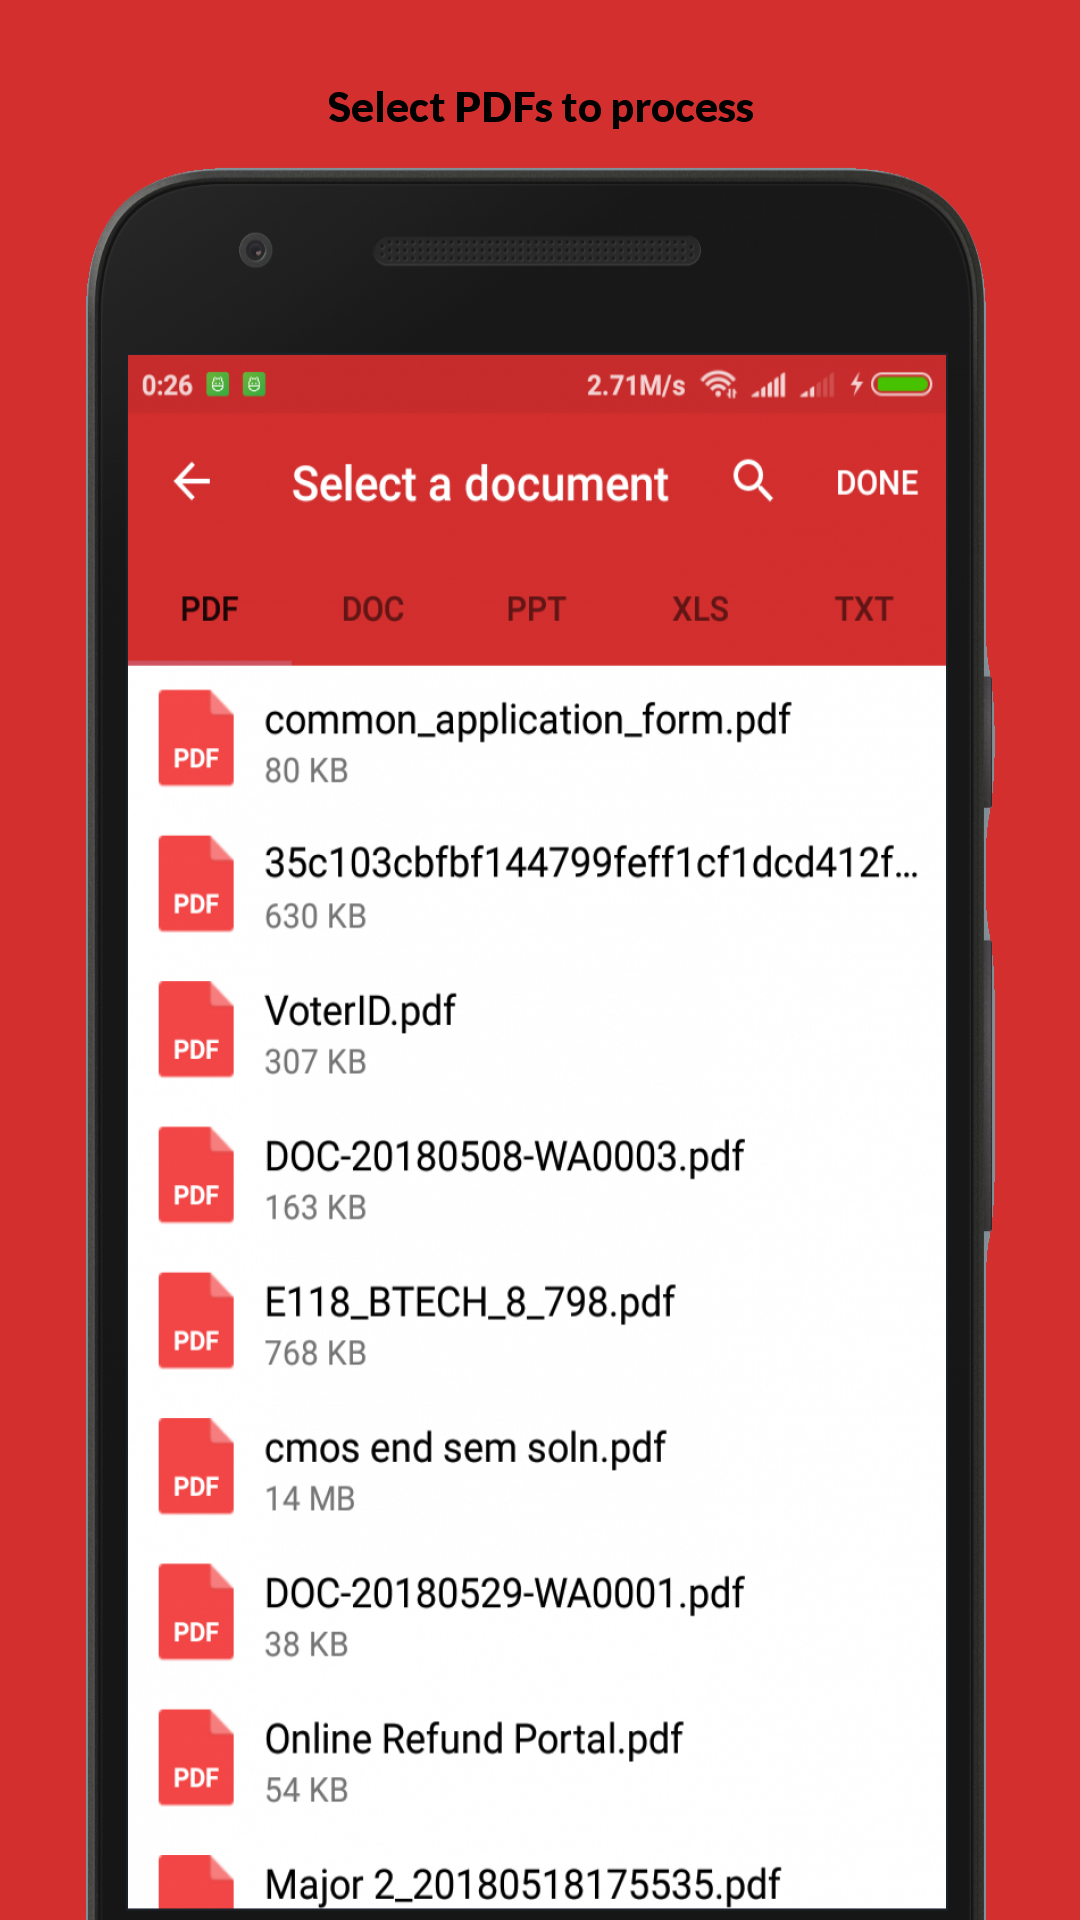 Select PDFs to process
0:26 2.71M/s
Select a document DONE
PDF DOC PPT XLS TXT
PDF common_application_form.pdf
80 KB
PDF 35c103cbfbf144799feff1cf1dcd412f...
630 KB
PDF VoterID.pdf
307 KB
PDF DOC-20180508-WA0003.pdf
163 KB
PDF E118_BTECH_8_798.pdf
768 KB
PDF cmos end sem soln.pdf
14 MB
PDF DOC-20180529-WA0001.pdf
38 KB
PDF Online Refund Portal.pdf
54 KB
Major 2_20180518175535.pdf